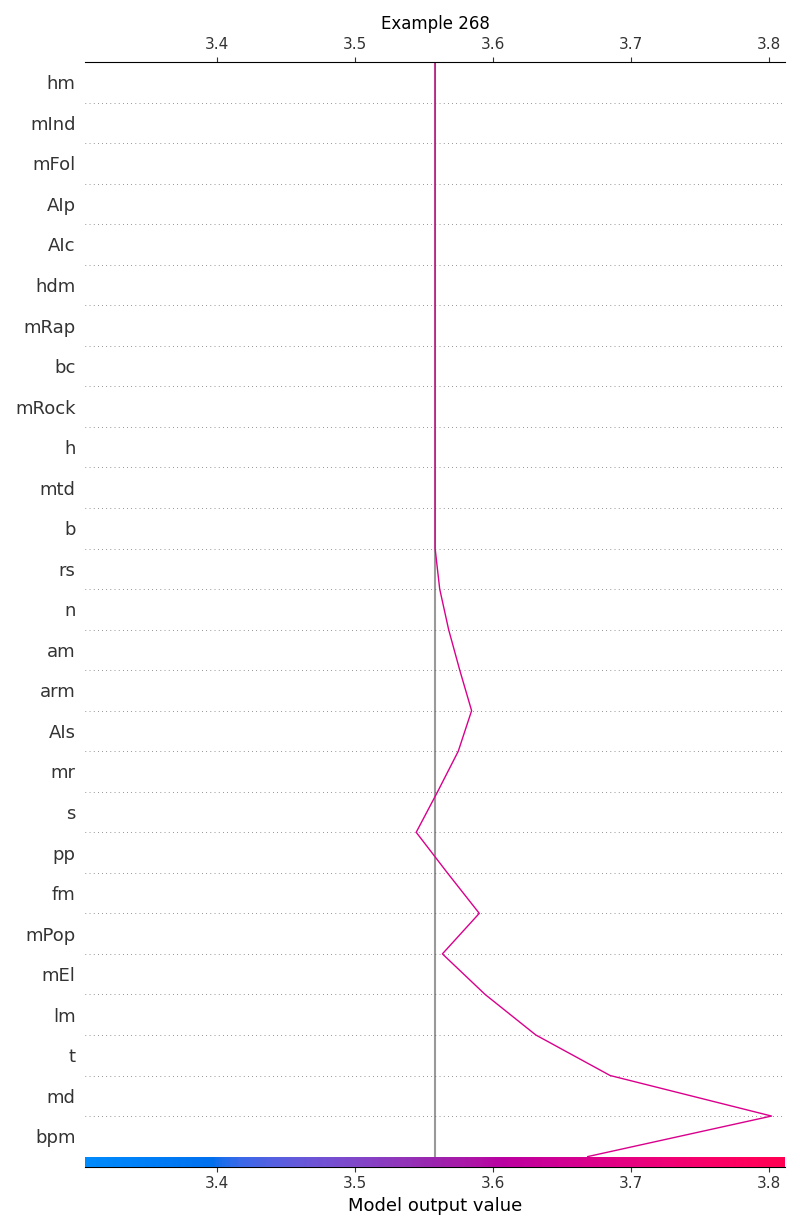 Example 268
3.4 3.5 3.6 3.7 3.8
hm
mInd
mFol
AIp
AIc
hdm
mRap
bc
mRock
h
mtd
b
rs
n
am
arm
AIs
mr
s
pp
fm
mPop
mEl
lm
t
md
bpm
3.4 3.5 3.6 3.7 3.8
Model output value